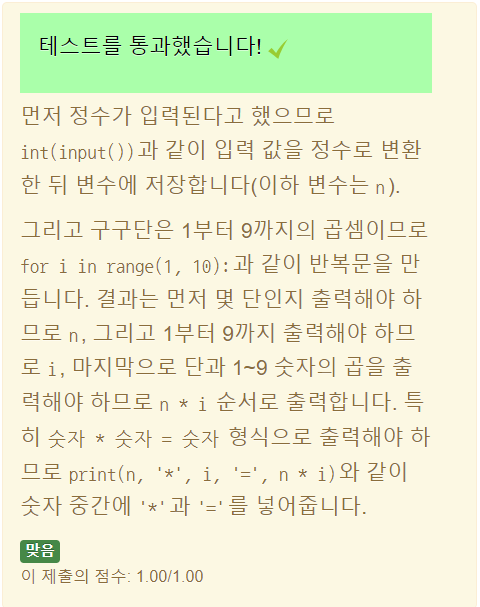 테스트를 통과했습니다!
먼저 정수가 입력된다고 했으므로
int(input())과 같이 입력 값을 정수로 변환
한 뒤 변수에 저장합니다(이하 변수는 n).
그리고 구구단은 1부터 9까지의 곱셈이므로
for i in range(1, 10):과 같이 반복문을 만
듭니다. 결과는 먼저 몇 단인지 출력해야 하
므로 n, 그리고 1부터 9까지 출력해야 하므
로 i, 마지막으로 단과 1~9 숫자의 곱을 출
력해야 하므로 n * i 순서로 출력합니다. 특
히 숫자 * 숫자 = 숫자 형식으로 출력해야 하
므로 print(n, '*', i, '=', n * i)와 같이
숫자 중간에 '*'과 '='를 넣어줍니다.
맞음
이 제출의 점수: 1.00/1.00